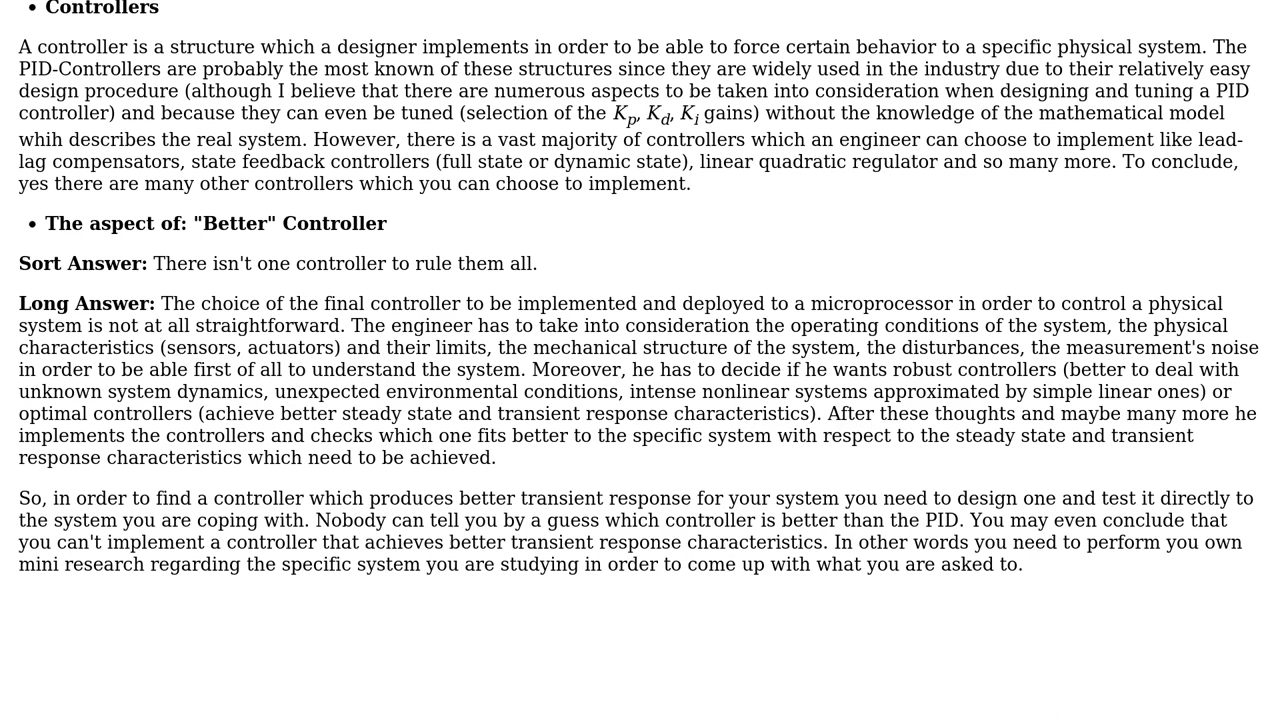 • Controllers
A controller is a structure which a designer implements in order to be able to force certain behavior to a specific physical system. The
PID-Controllers are probably the most known of these structures since they are widely used in the industry due to their relatively easy
design procedure (although I believe that there are numerous aspects to be taken into consideration when designing and tuning a PID
controller) and because they can even be tuned (selection of the K_p, K_d, K_i gains) without the knowledge of the mathematical model
whih describes the real system. However, there is a vast majority of controllers which an engineer can choose to implement like lead-
lag compensators, state feedback controllers (full state or dynamic state), linear quadratic regulator and so many more. To conclude,
yes there are many other controllers which you can choose to implement.
• The aspect of: "Better" Controller
Sort Answer: There isn't one controller to rule them all.
Long Answer: The choice of the final controller to be implemented and deployed to a microprocessor in order to control a physical
system is not at all straightforward. The engineer has to take into consideration the operating conditions of the system, the physical
characteristics (sensors, actuators) and their limits, the mechanical structure of the system, the disturbances, the measurement's noise
in order to be able first of all to understand the system. Moreover, he has to decide if he wants robust controllers (better to deal with
unknown system dynamics, unexpected environmental conditions, intense nonlinear systems approximated by simple linear ones) or
optimal controllers (achieve better steady state and transient response characteristics). After these thoughts and maybe many more he
implements the controllers and checks which one fits better to the specific system with respect to the steady state and transient
response characteristics which need to be achieved.
So, in order to find a controller which produces better transient response for your system you need to design one and test it directly to
the system you are coping with. Nobody can tell you by a guess which controller is better than the PID. You may even conclude that
you can't implement a controller that achieves better transient response characteristics. In other words you need to perform you own
mini research regarding the specific system you are studying in order to come up with what you are asked to.